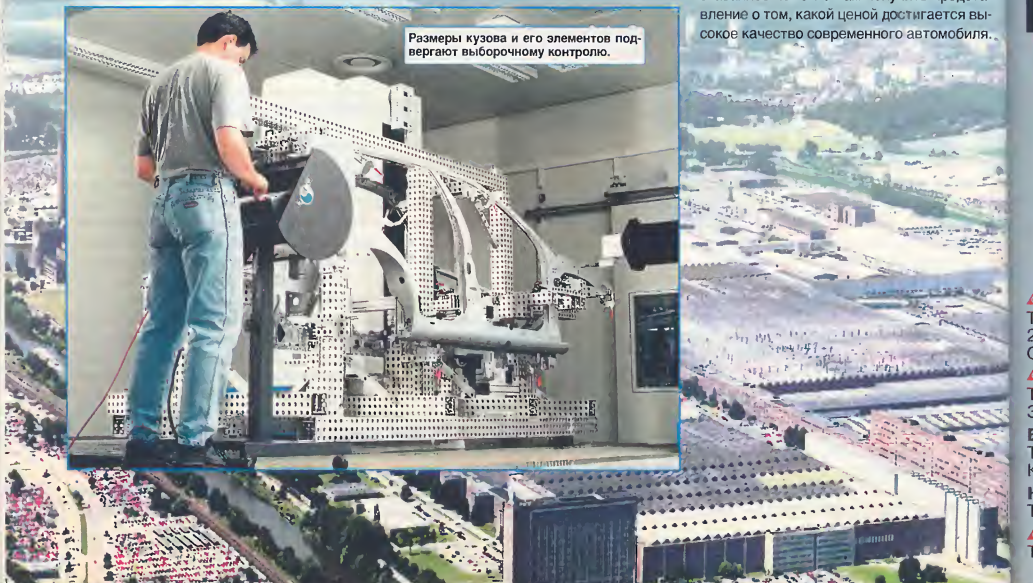 Размеры кузова и его элементов под-
вергают выборочному контролю.
вление о том, какой ценой достигается вы-
сокое качество современного автомобиля.